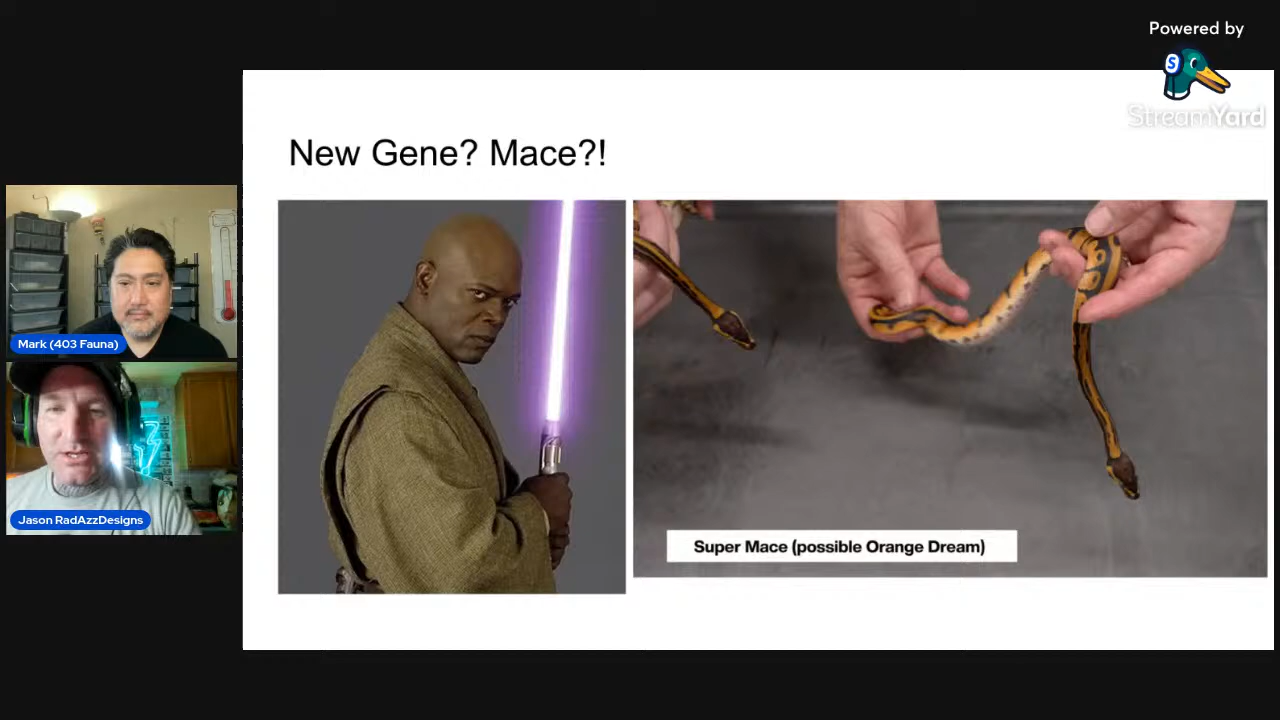 Powered by
StreamYard
New Gene? Mace?!
Mark (403 Fauna)
Jason RadAzzDesigns
Super Mace (possible Orange Dream)